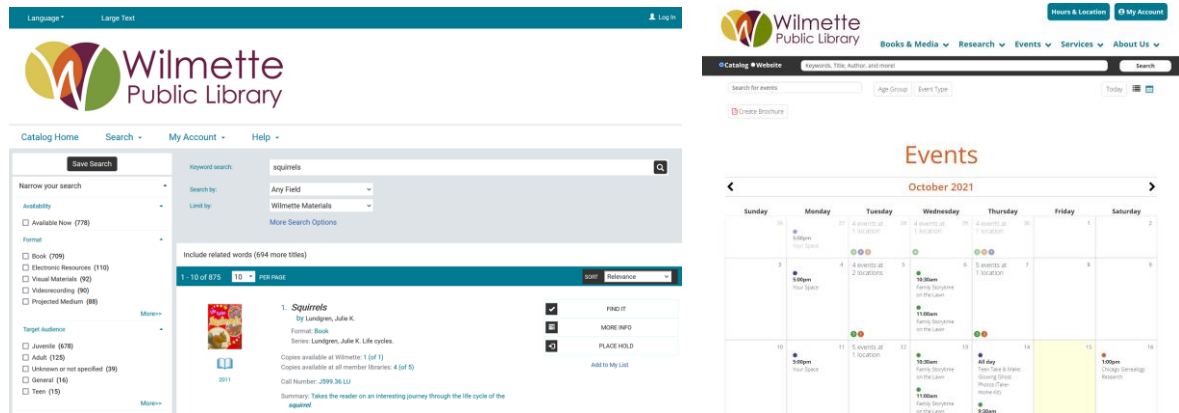 Language
Large Text
Log In
Wilmette
Public Library
Catalog Home
Search
My Account
Help
Save Search
Narrow your search
Availability
Available Now (778)
Format
Book (709)
Electronic Resources (110)
Visual Materials (92)
Videorecording (90)
Projected Medium (88)
More>>
Target Audience
Juvenile (678)
Adult (125)
Unknown or not specified (39)
General (16)
Teen (15)
More>>
Keyword search:
squirrels
Search by:
Any Field
Limit by:
Wilmette Materials
More Search Options
Include related words (694 more titles)
1 - 10 of 875
10
PER PAGE
SORT
Relevance
2011
1. Squirrels
by Lundgren, Julie K.
Format: Book
Series: Lundgren, Julie K. Life cycles.
Copies available at Wilmette: 1 (of 1)
Copies available at all member libraries: 4 (of 5)
Call Number: J599.36 LU
Summary: Takes the reader on an interesting journey through the life cycle of the
squirrel.
FIND IT
MORE INFO
PLACE HOLD
Add to My List
Hours & Location
My Account
Wilmette
Public Library
Books & Media
Research
Events
Services
About Us
Catalog
Website
Keywords, Title, Author, and more!
Search
Search for events
Age Group
Event Type
Today
Create Brochure
Events
October 2021
Sunday
Monday
Tuesday
Wednesday
Thursday
Friday
Saturday
26
27
5:00pm
Your Space
28
4 events at
1 location
29
4 events at
1 location
30
4 events at
1 location
1
2
3
4
5:00pm
Your Space
5
4 events at
2 locations
6
10:30am
Family Storytime
on the Lawn
11:00am
Family Storytime
on the Lawn
7
5 events at
1 location
8
9
10
11
5:00pm
Your Space
12
5 events at
1 location
13
10:30am
Family Storytime
on the Lawn
11:00am
Family Storytime
on the Lawn
14
All day
Teen Take & Make:
Glowing Ghost
Photos (Take-
Home Kit)
9:30am
15
16
1:00pm
Chicago Genealogy
Research